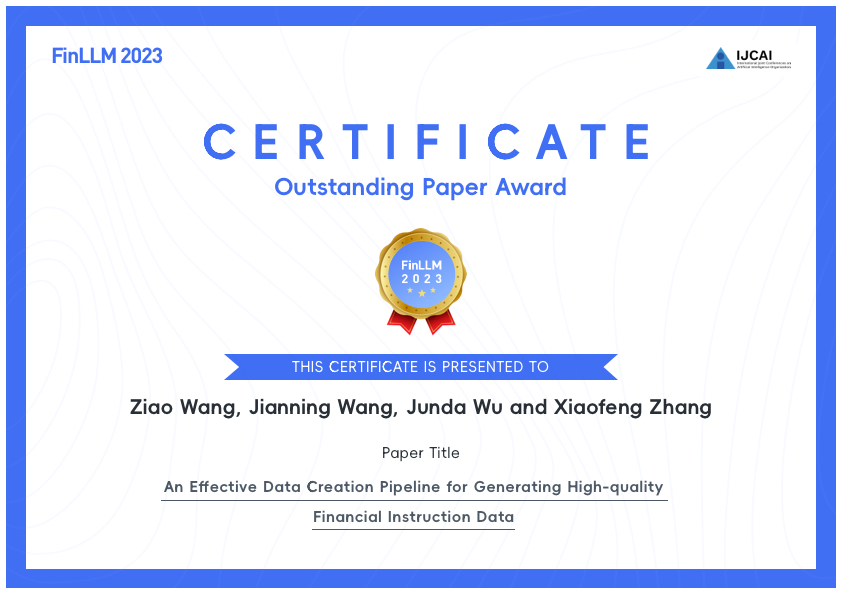 FinLLM 2023
IJCAI
International Joint Conferences on
Artificial Intelligence Organization
CERTIFICATE
Outstanding Paper Award
FinLLM
2023
THIS CERTIFICATE IS PRESENTED TO
Ziao Wang, Jianning Wang, Junda Wu and Xiaofeng Zhang
Paper Title
An Effective Data Creation Pipeline for Generating High-quality
Financial Instruction Data